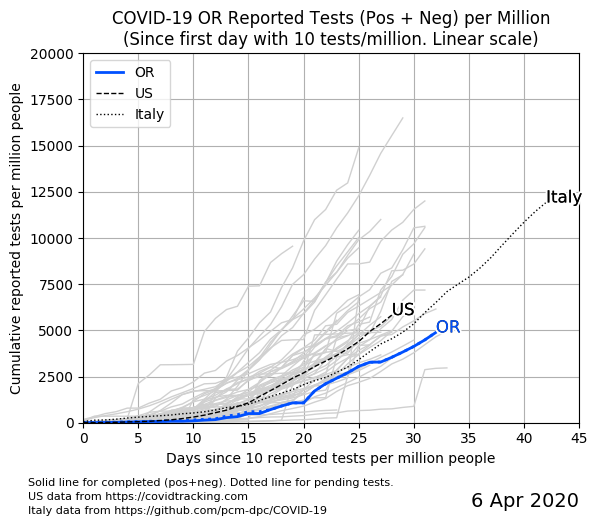 COVID-19 OR Reported Tests (Pos + Neg) per Million
(Since first day with 10 tests/million. Linear scale)
Cumulative reported tests per million people
20000
17500
15000
12500
10000
7500
5000
2500
0
OR
US
Italy
Italy
US
OR
0 5 10 15 20 25 30 35 40 45
Days since 10 reported tests per million people
Solid line for completed (pos+neg). Dotted line for pending tests.
US data from https://covidtracking.com
Italy data from https://github.com/pcm-dpc/COVID-19
6 Apr 2020